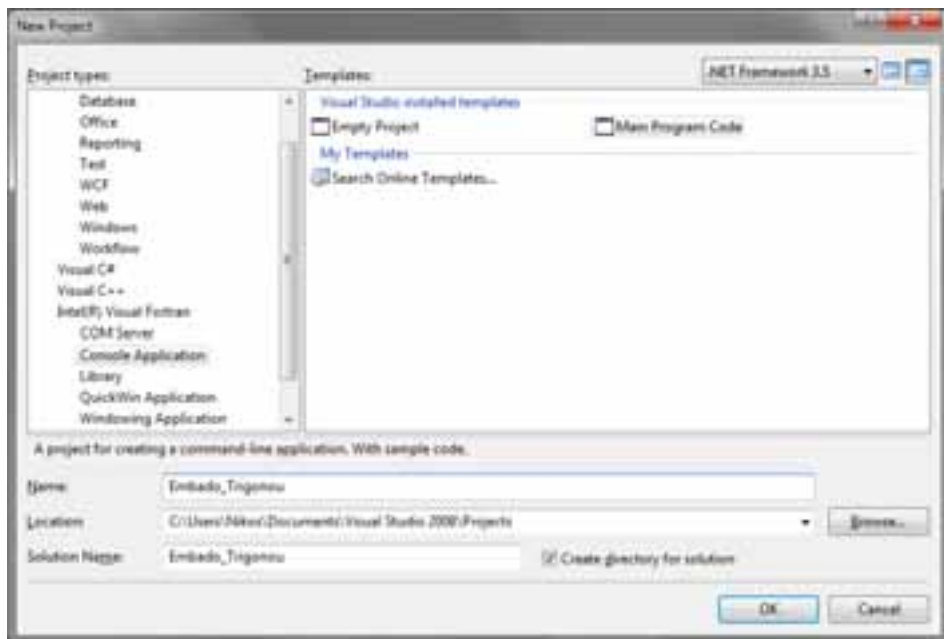 New Project
Project types:
Templates:
.NET Framework 3.5
Database
Office
Reporting
Test
WCF
Web
Windows
Workflow
Visual C#
Visual C++
Intel(R) Visual Fortran
COM Server
Console Application
Library
QuickWin Application
Windowing Application
Visual Studio installed templates
Empty Project
Main Program Code
My Templates
Search Online Templates...
A project for creating a command-line application. With sample code.
Name:
Embado_Trigonou
Location:
C:\Users\Nikos\Documents\Visual Studio 2008\Projects
Browse...
Solution Name:
Embado_Trigonou
Create directory for solution
OK
Cancel